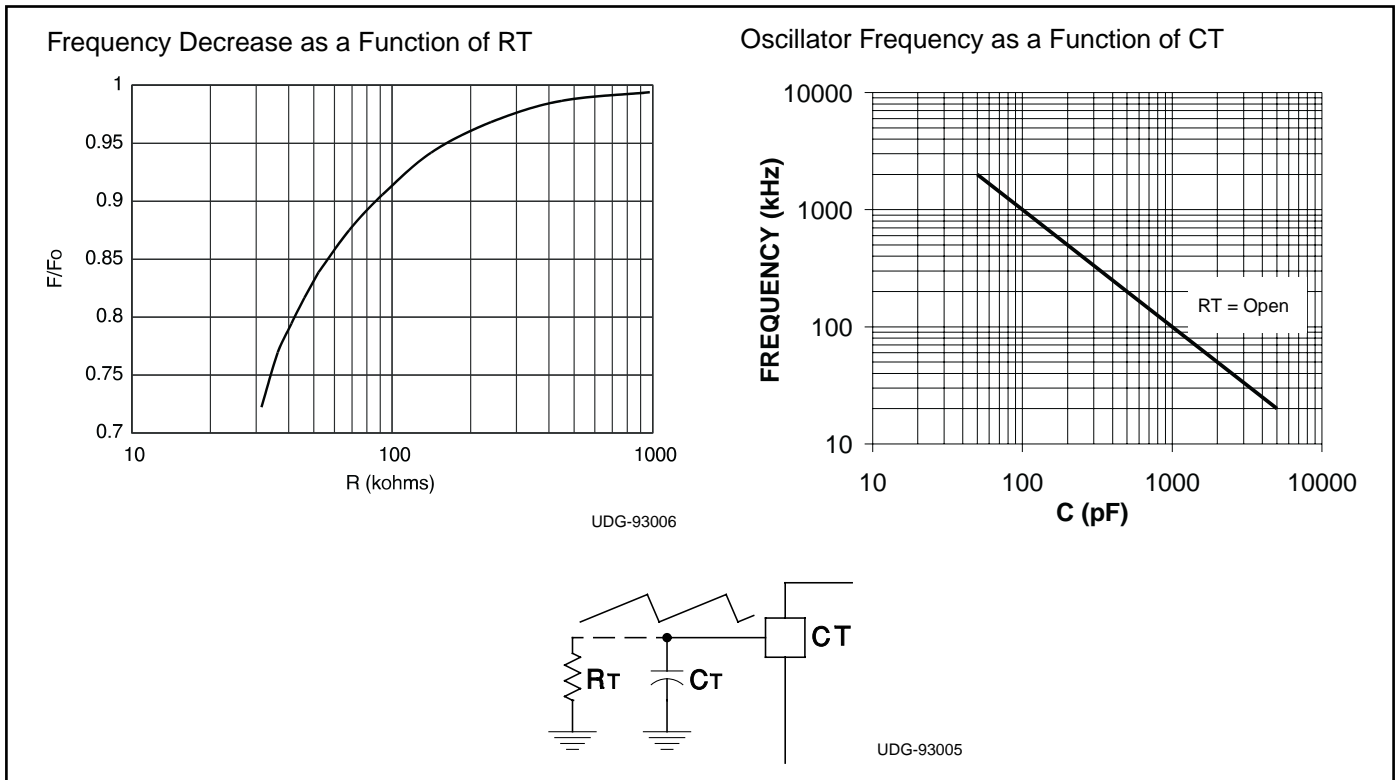 Frequency Decrease as a Function of RT
1
0.95
0.9
0.85
0.8
0.75
0.7
F/Fo
10
100
1000
R (kohms)
UDG-93006
Oscillator Frequency as a Function of CT
10000
1000
100
10
FREQUENCY (kHz)
RT = Open
10
100
1000
10000
C (pF)
RT
CT
CT
UDG-93005